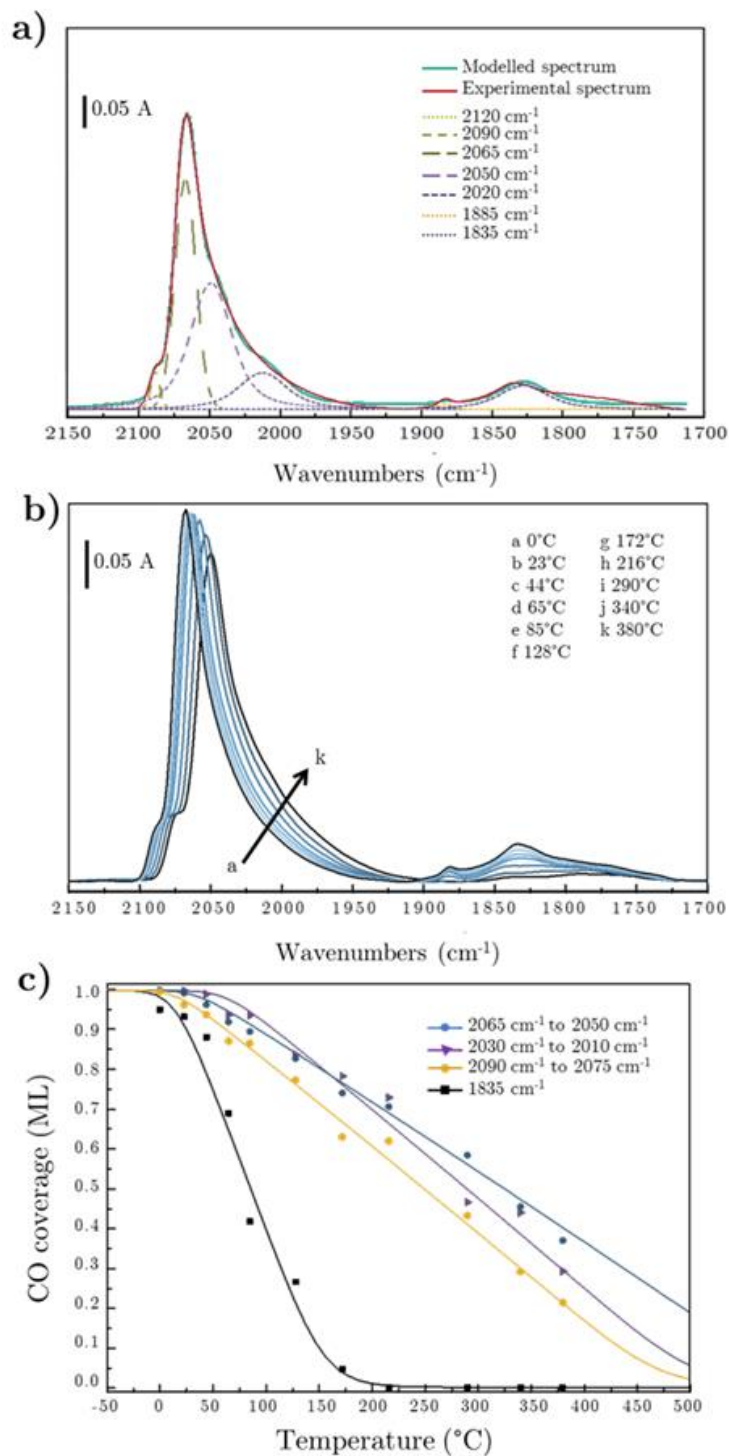 a)
0.05 A
Modelled spectrum
Experimental spectrum
2120 cm-1
2090 cm-1
2065 cm-1
2050 cm-1
2020 cm-1
1885 cm-1
1835 cm-1
2150 2100 2050 2000 1950 1900 1850 1800 1750 1700
Wavenumbers (cm-1)
b)
0.05 A
a 0°C g 172°C
b 23°C h 216°C
c 44°C i 290°C
d 65°C j 340°C
e 85°C k 380°C
f 128°C
k
a
2150 2100 2050 2000 1950 1900 1850 1800 1750 1700
Wavenumbers (cm-1)
c)
CO coverage (ML)
1.0
0.9
0.8
0.7
0.6
0.5
0.4
0.3
0.2
0.1
0.0
2065 cm-1 to 2050 cm-1
2030 cm-1 to 2010 cm-1
2090 cm-1 to 2075 cm-1
1835 cm-1
-50 0 50 100 150 200 250 300 350 400 450 500
Temperature (°C)